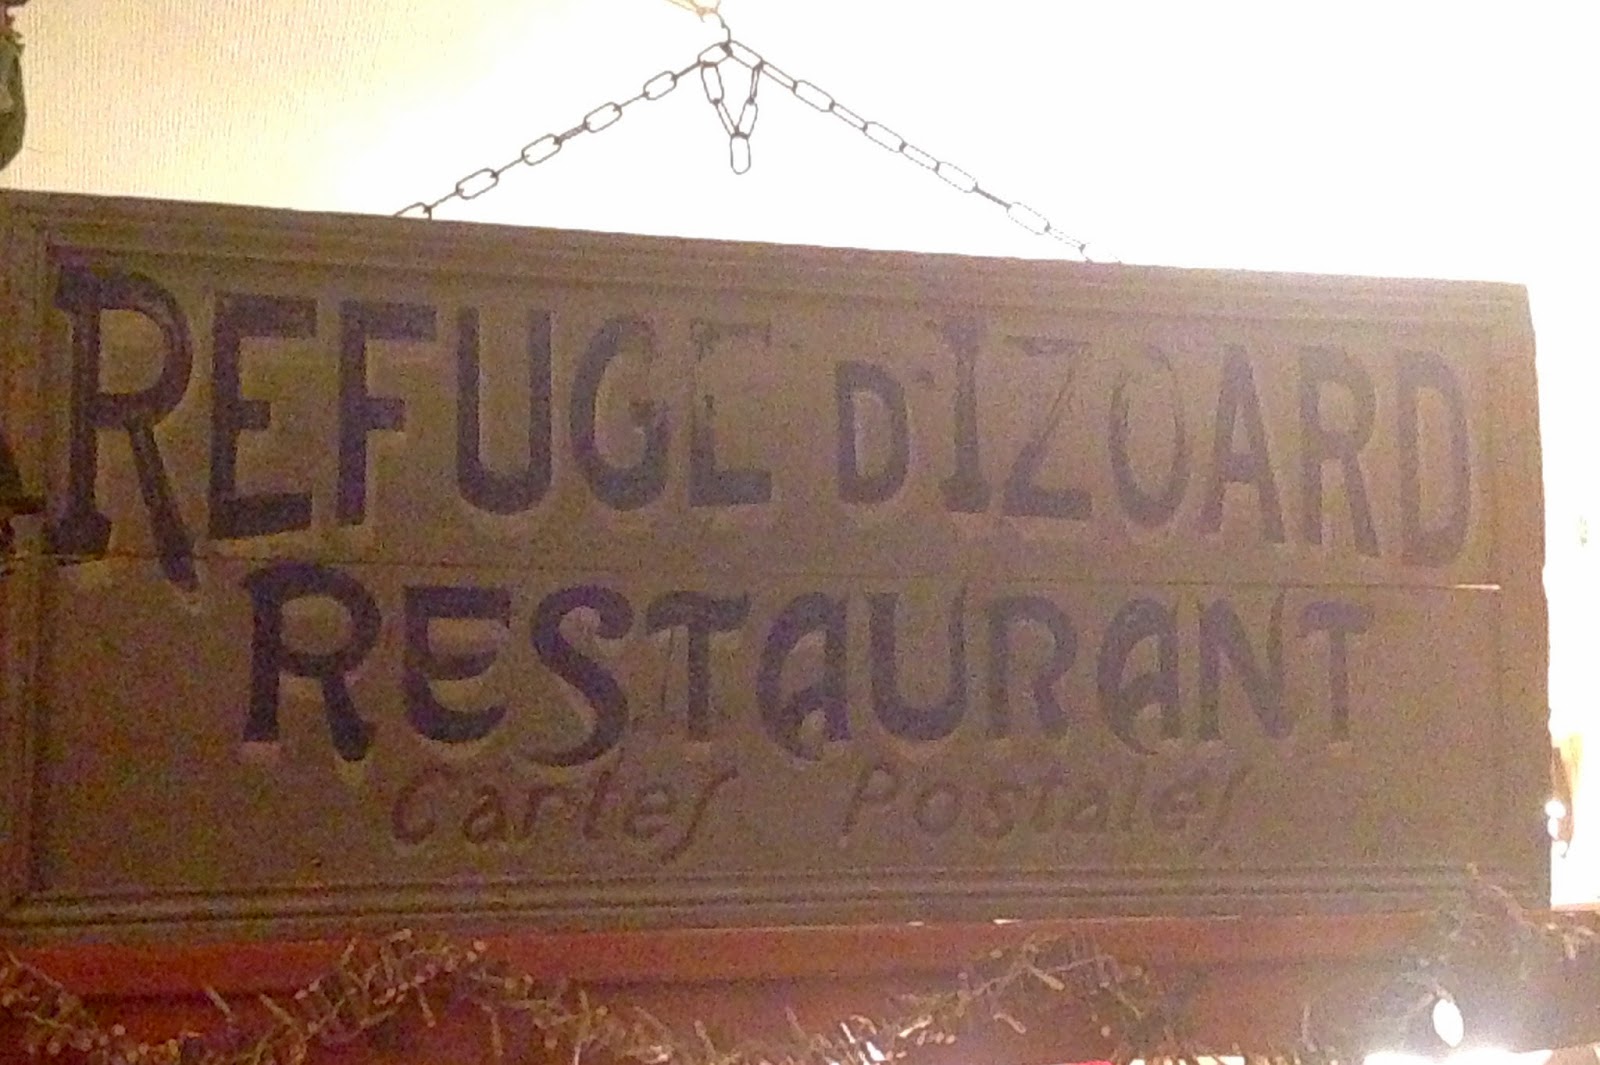 REFUGE D'IZOARD
RESTAURANT
Cartes Postales